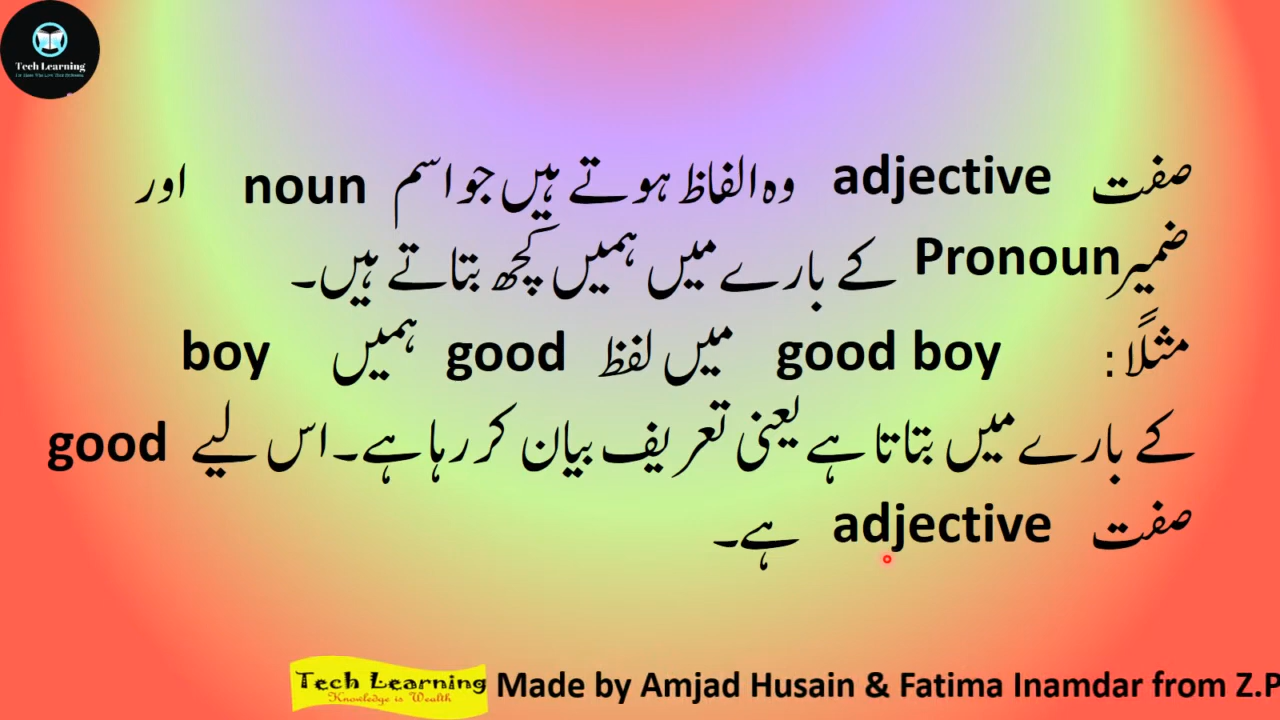 Tech Learning
صفت adjective وہ الفاظ ہوتے ہیں جو اسم noun اور
ضمیرPronoun کے بارے میں ہمیں کچھ بتاتے ہیں۔
مثلاً: good boy میں لفظ good ہمیں boy
کے بارے میں بتاتا ہے یعنی تعریف بیان کر رہا ہے۔ اس لیے good
صفت adjective ہے۔
Tech Learning
Knowledge is Wealth
Made by Amjad Husain & Fatima Inamdar from Z.P